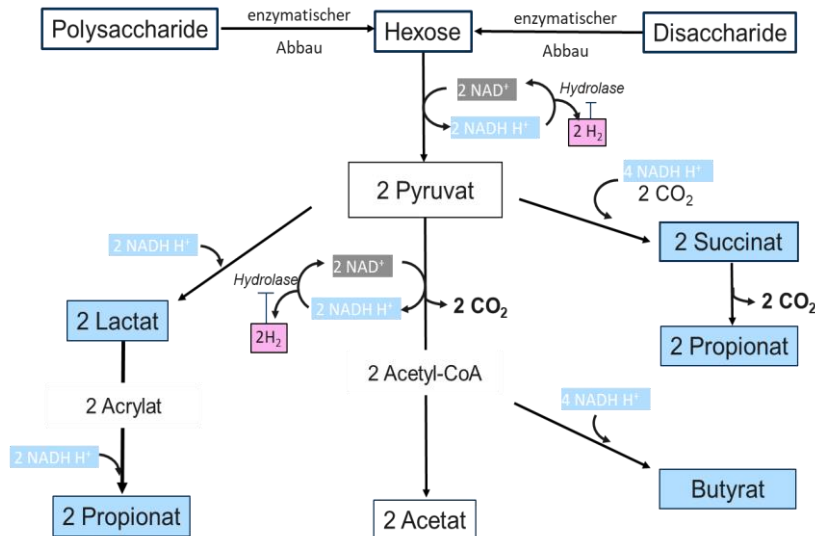 Polysaccharide
enzymatischer
Abbau
Hexose
enzymatischer
Abbau
Disaccharide
2 NAD⁺
2 NADH H⁺
Hydrolase
2 H₂
2 Pyruvat
4 NADH H⁺
2 CO₂
2 NADH H⁺
2 Succinat
Hydrolase
2 NAD⁺
2 NADH H⁺
2H₂
2 CO₂
2 CO₂
2 Lactat
2 Propionat
2 Acetyl-CoA
2 Acrylat
4 NADH H⁺
2 NADH H⁺
Butyrat
2 Propionat
2 Acetat